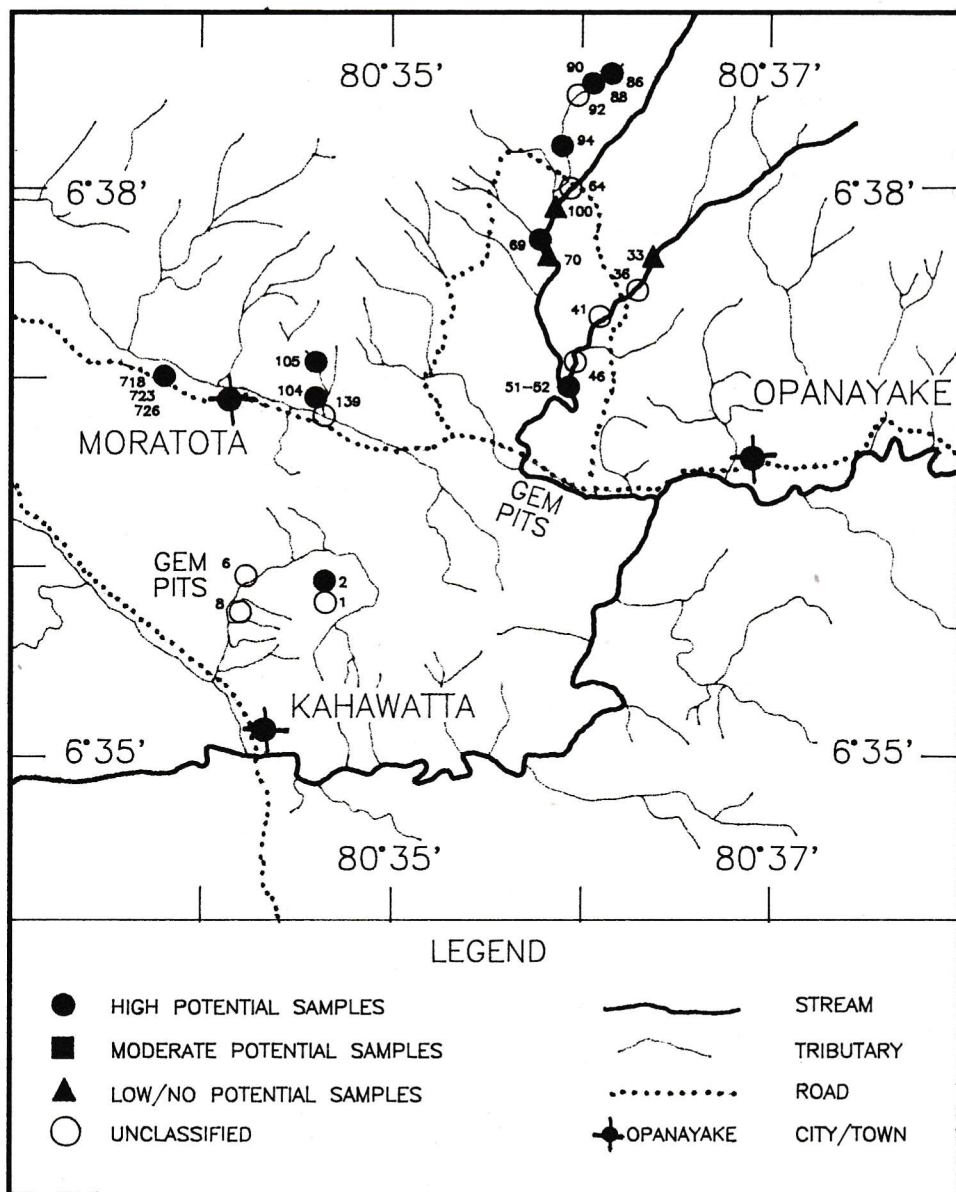 80°35' 80°37'
90
86
88
92
94
6°38' 6°38'
64
100
69
70
33
36
41
46
51–52
105
718
723
726
104
139
OPANAYAKE
MORATOTA
GEM
PITS
GEM
PITS
6
2
8
1
KAHAWATTA
6°35' 6°35'
80°35' 80°37'
LEGEND
HIGH POTENTIAL SAMPLES
MODERATE POTENTIAL SAMPLES
LOW/NO POTENTIAL SAMPLES
UNCLASSIFIED
STREAM
TRIBUTARY
ROAD
OPANAYAKE CITY/TOWN